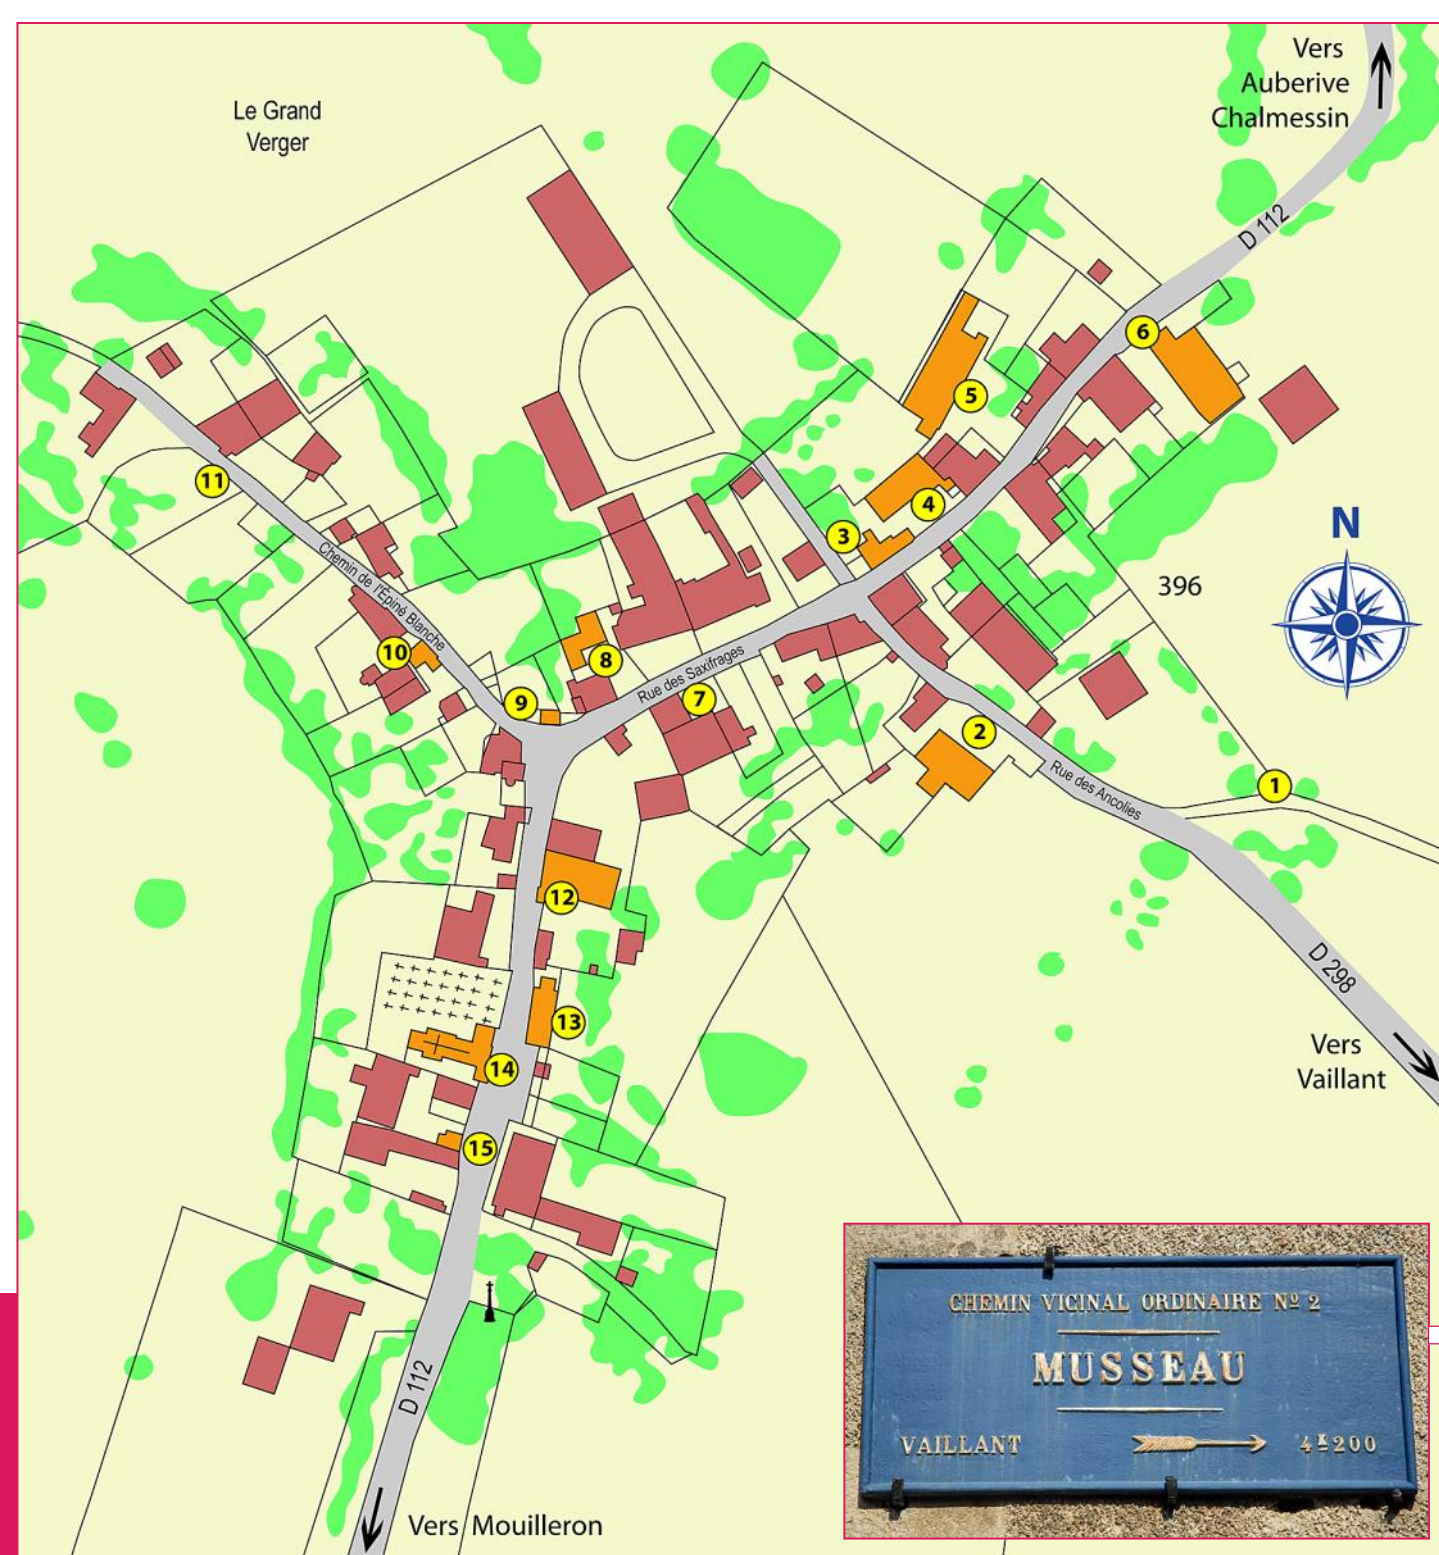 Le Grand
Verger
Vers
Auberive
Chalmessin
D 112
6
5
11
4
3
N
396
Chemin de l'Épine Blanche
10
8
Rue des Saxifrages
7
9
2
Rue des Ancolies
1
12
D 298
13
Vers
Vaillant
14
15
D 112
Vers Mouilleron
CHEMIN VICINAL ORDINAIRE Nº 2
MUSSEAU
VAILLANT 4K200